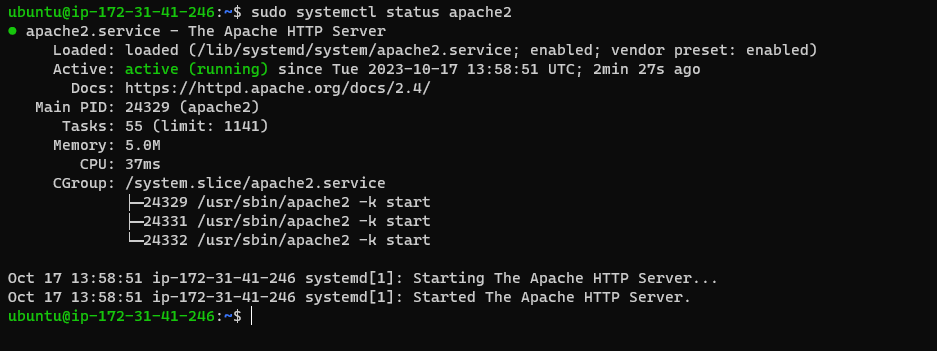 ubuntu@ip-172-31-41-246:~$ sudo systemctl status apache2
● apache2.service - The Apache HTTP Server
     Loaded: loaded (/lib/systemd/system/apache2.service; enabled; vendor preset: enabled)
     Active: active (running) since Tue 2023-10-17 13:58:51 UTC; 2min 27s ago
       Docs: https://httpd.apache.org/docs/2.4/
   Main PID: 24329 (apache2)
      Tasks: 55 (limit: 1141)
     Memory: 5.0M
        CPU: 37ms
     CGroup: /system.slice/apache2.service
             ├─24329 /usr/sbin/apache2 -k start
             ├─24331 /usr/sbin/apache2 -k start
             └─24332 /usr/sbin/apache2 -k start

Oct 17 13:58:51 ip-172-31-41-246 systemd[1]: Starting The Apache HTTP Server...
Oct 17 13:58:51 ip-172-31-41-246 systemd[1]: Started The Apache HTTP Server.
ubuntu@ip-172-31-41-246:~$